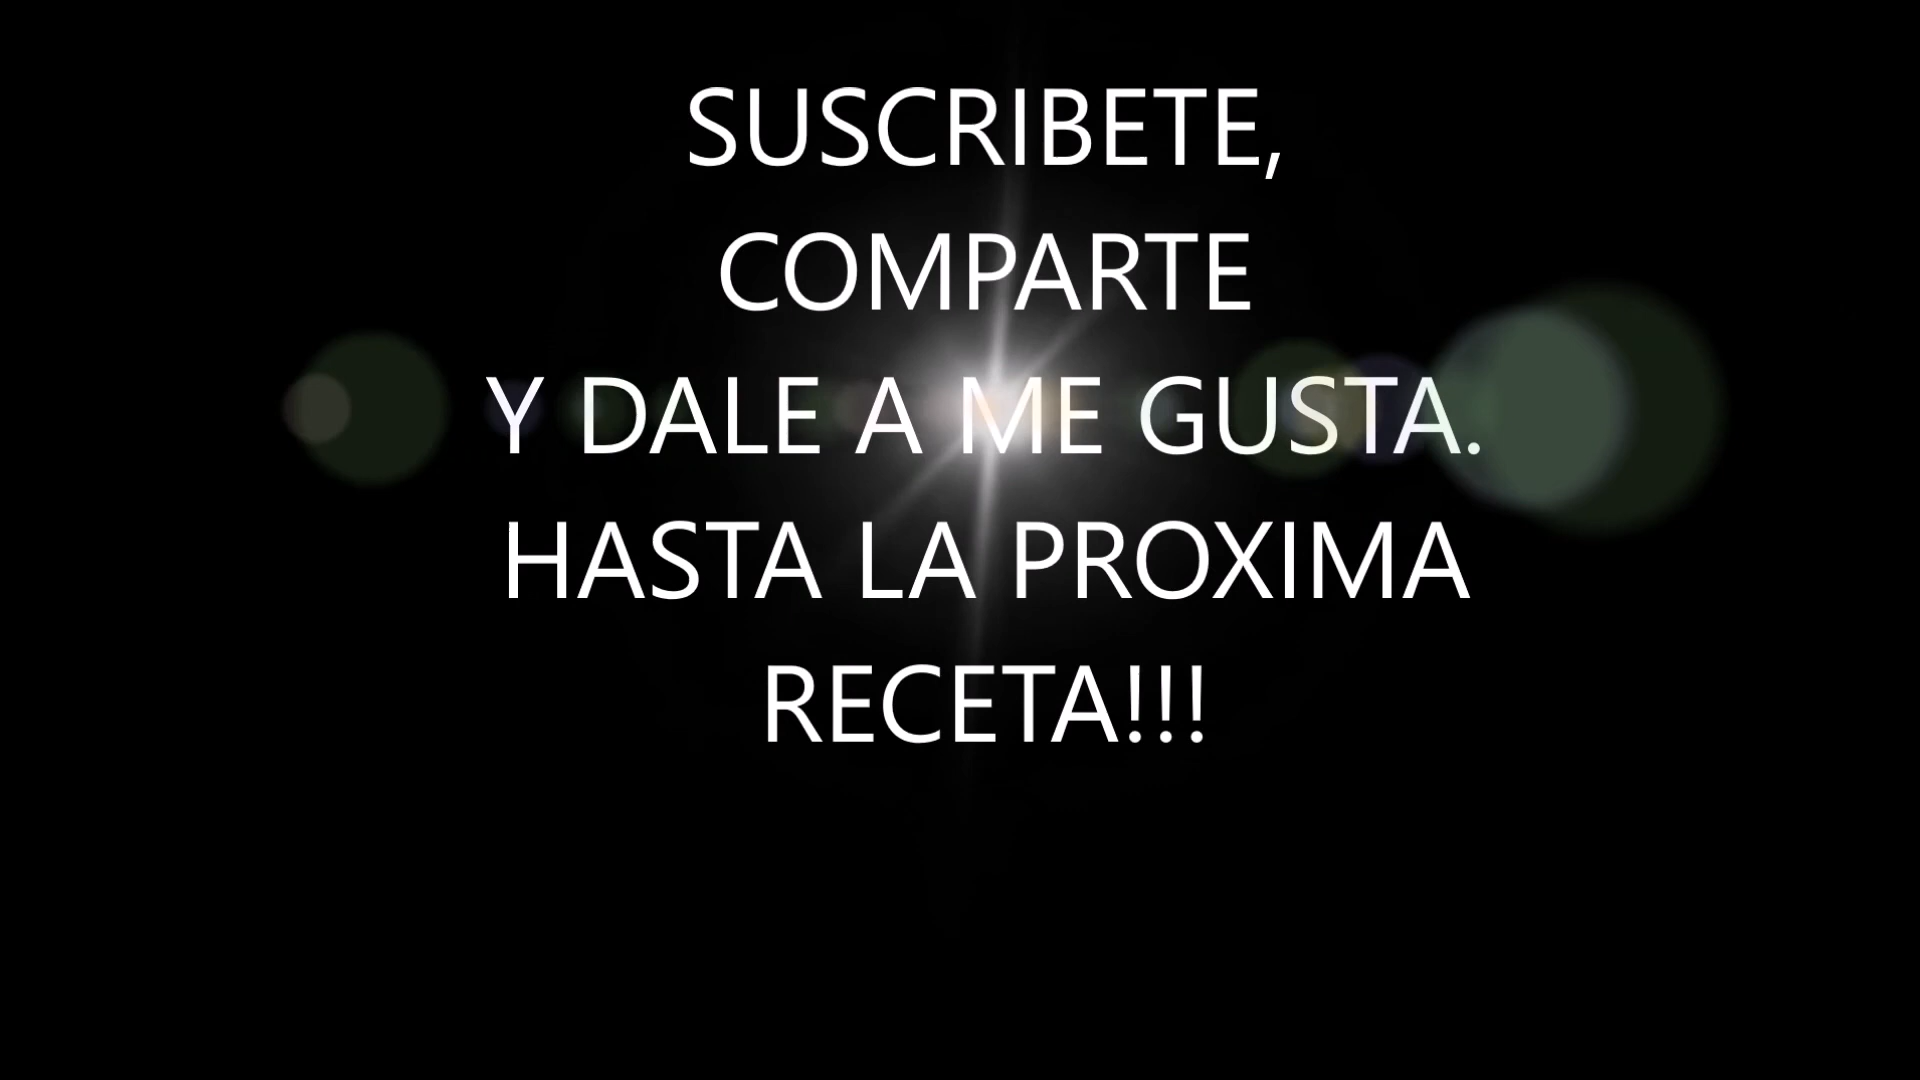 SUSCRIBETE,
COMPARTE
Y DALE A ME GUSTA.
HASTA LA PROXIMA
RECETA!!!